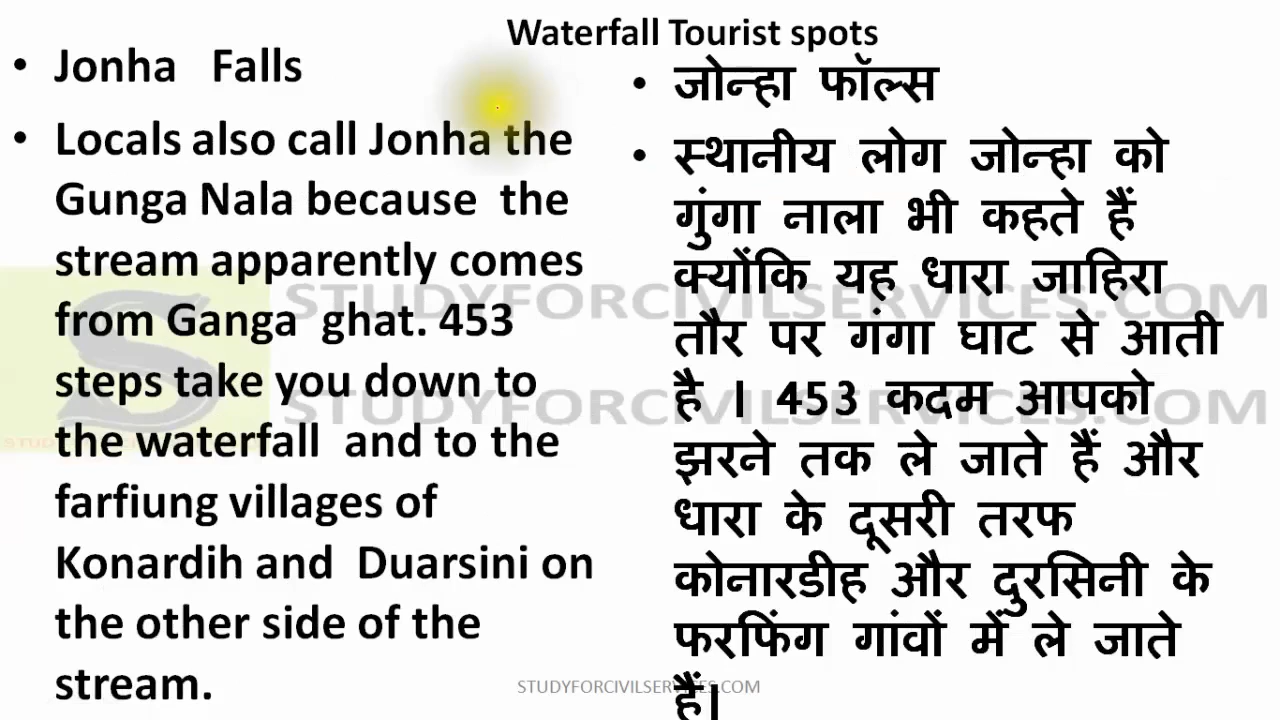 Waterfall Tourist spots
• Jonha Falls
• Locals also call Jonha the
Gunga Nala because the
stream apparently comes
from Ganga ghat. 453
steps take you down to
the waterfall and to the
farfiung villages of
Konardih and Duarsini on
the other side of the
stream.
• जोन्हा फॉल्स
• स्थानीय लोग जोन्हा को
गुंगा नाला भी कहते हैं
क्योंकि यह धारा जाहिरा
तौर पर गंगा घाट से आती
है । 453 कदम आपको
झरने तक ले जाते हैं और
धारा के दूसरी तरफ
कोनारडीह और दुरसिनी के
फरफिंग गांवों में ले जाते
हैं।
STUDYFORCIVILSERVICES.COM
STUDYFORCIVILSERVICES.COM
STUDYFORCIVILSERVICES.COM